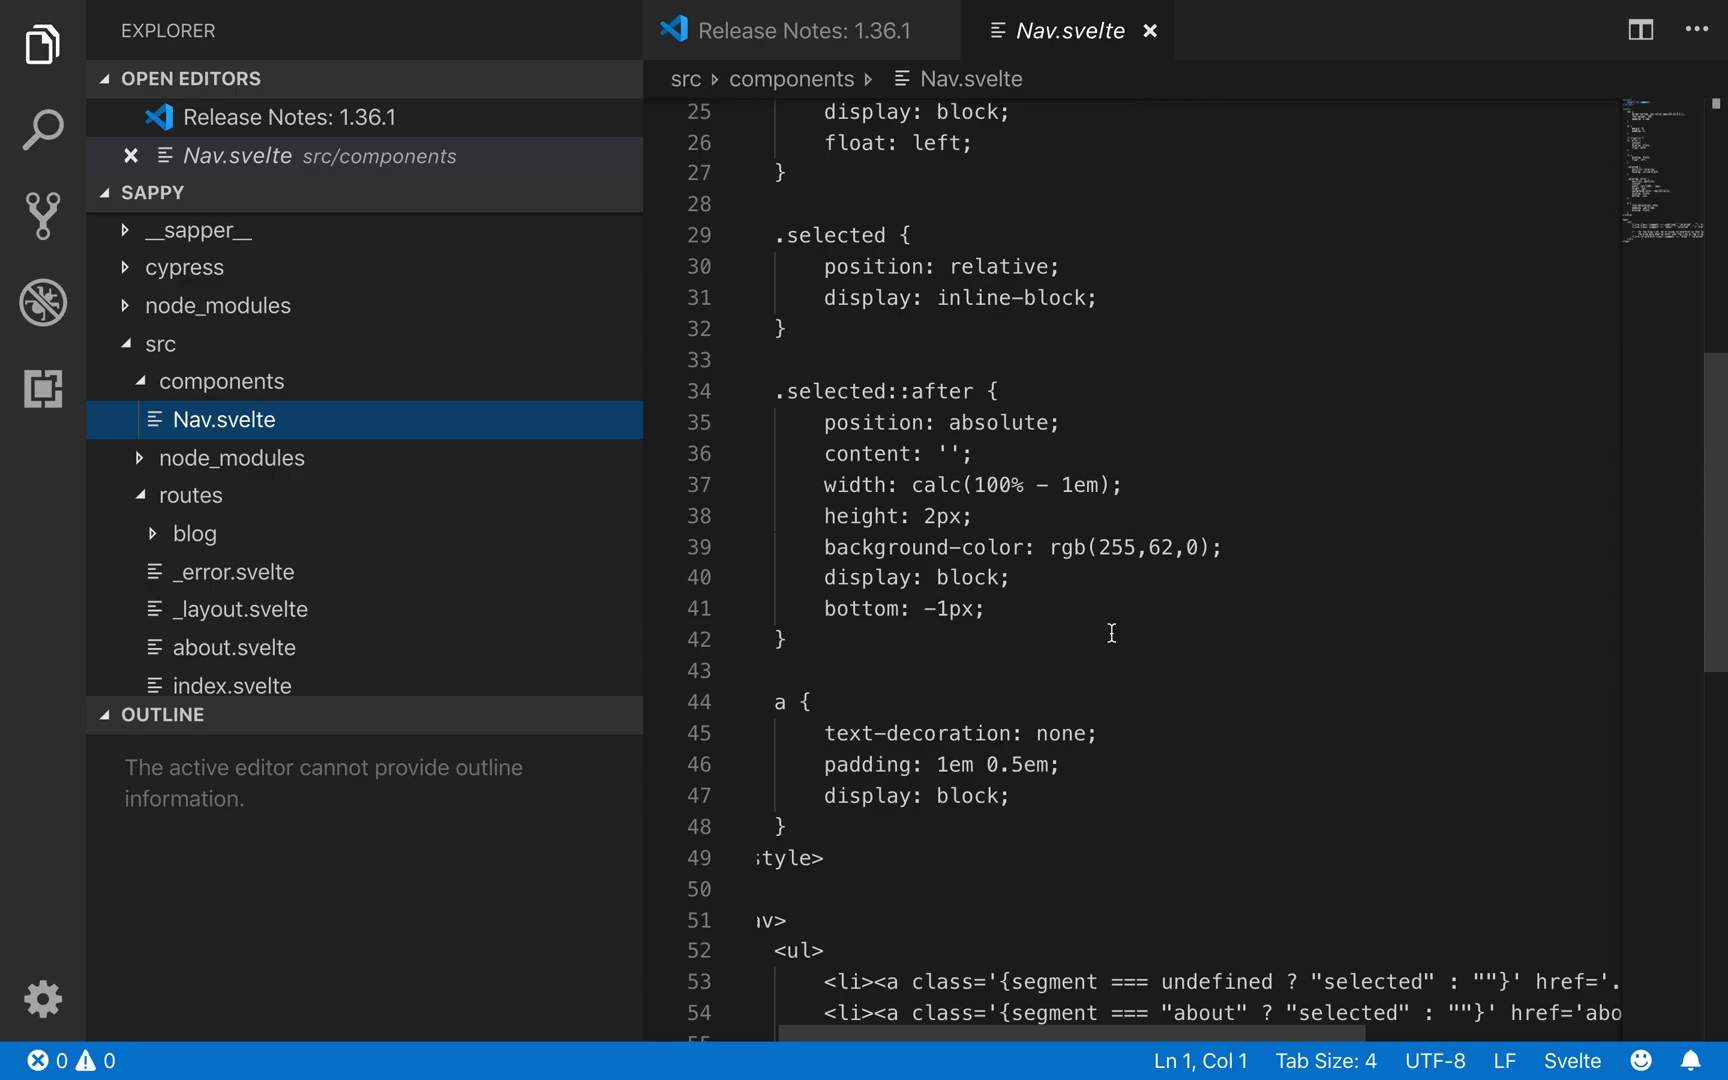 EXPLORER
OPEN EDITORS
Release Notes: 1.36.1
Nav.svelte src/components
SAPPY
__sapper__
cypress
node_modules
src
components
Nav.svelte
node_modules
routes
blog
_error.svelte
_layout.svelte
about.svelte
index.svelte
OUTLINE
The active editor cannot provide outline
information.
Release Notes: 1.36.1
Nav.svelte
src components Nav.svelte
25 display: block;
26 float: left;
27 }
28
29 .selected {
30 position: relative;
31 display: inline-block;
32 }
33
34 .selected::after {
35 position: absolute;
36 content: '';
37 width: calc(100% - 1em);
38 height: 2px;
39 background-color: rgb(255,62,0);
40 display: block;
41 bottom: -1px;
42 }
43
44 a {
45 text-decoration: none;
46 padding: 1em 0.5em;
47 display: block;
48 }
49 style>
50
51 av>
52 <ul>
53 <li><a class='{segment === undefined ? "selected" : ""}' href='.
54 <li><a class='{segment === "about" ? "selected" : ""}' href='abo
55
0 0
Ln 1, Col 1 Tab Size: 4 UTF-8 LF Svelte